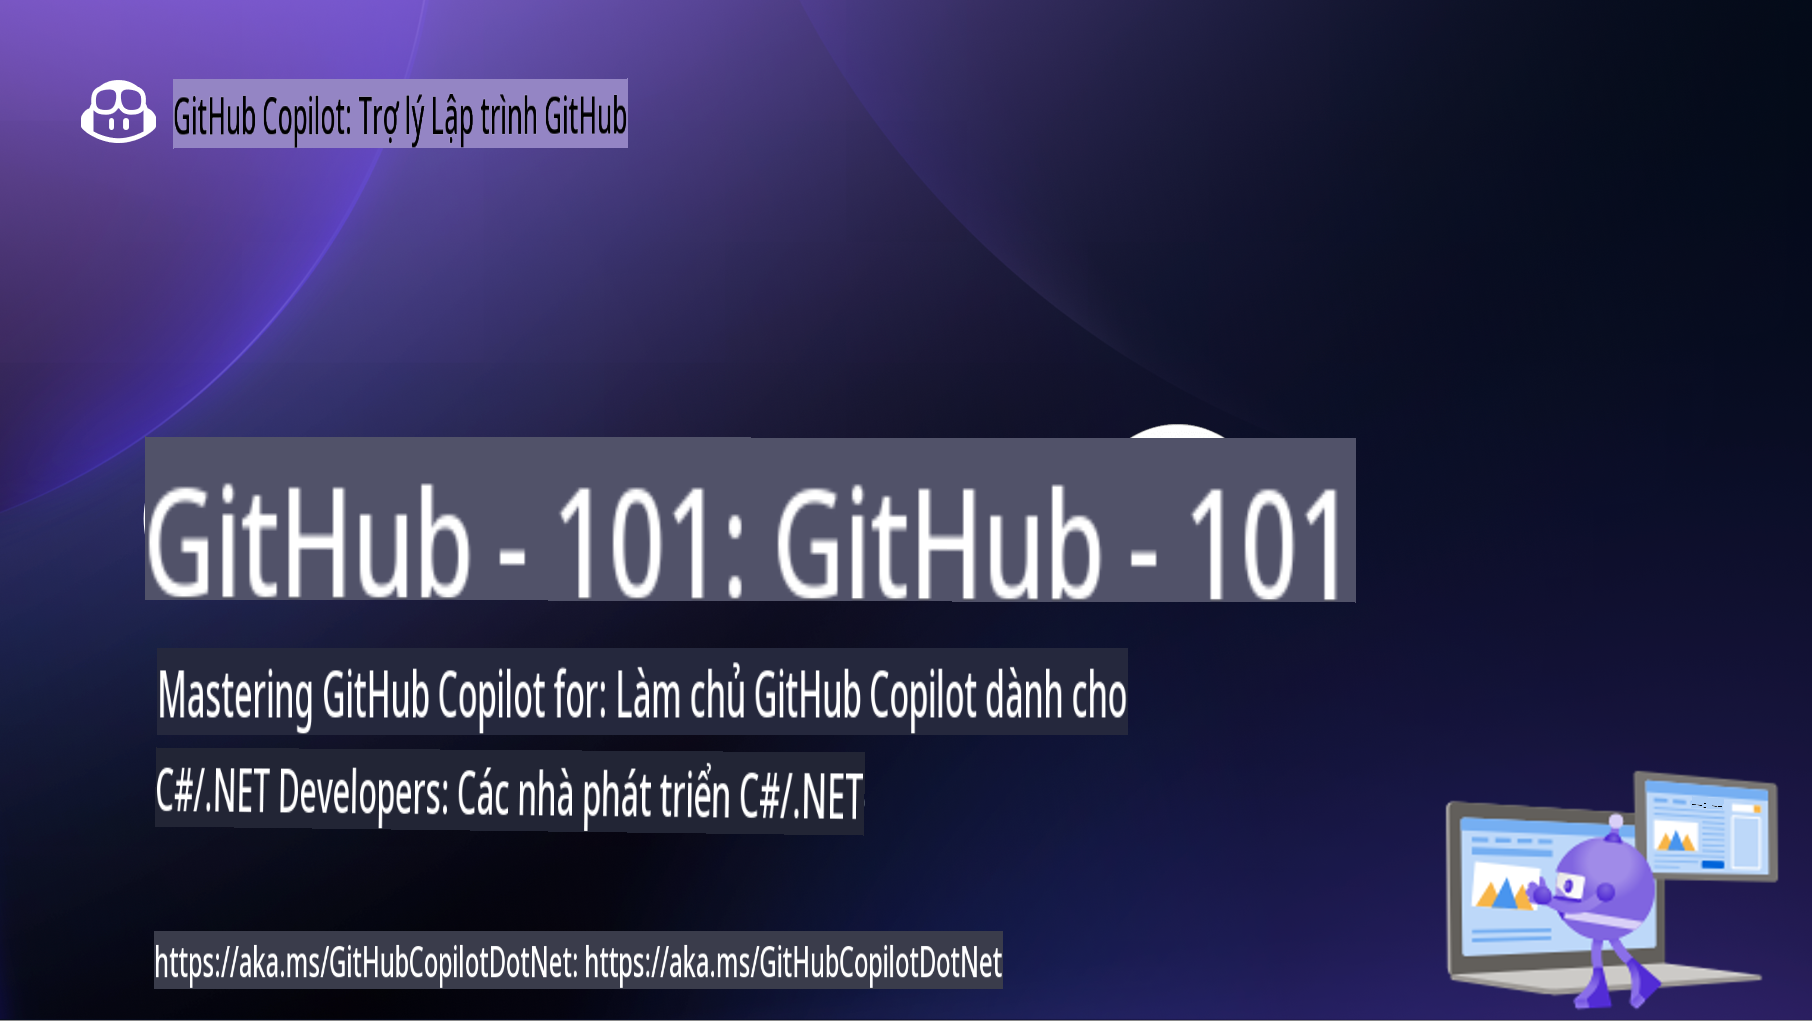 GitHub Copilot: Trợ lý Lập trình GitHub
GitHub - 101: GitHub - 101
Mastering GitHub Copilot for: Làm chủ GitHub Copilot dành cho
C#/.NET Developers: Các nhà phát triển C#/.NET
https://aka.ms/GitHubCopilotDotNet: https://aka.ms/GitHubCopilotDotNet